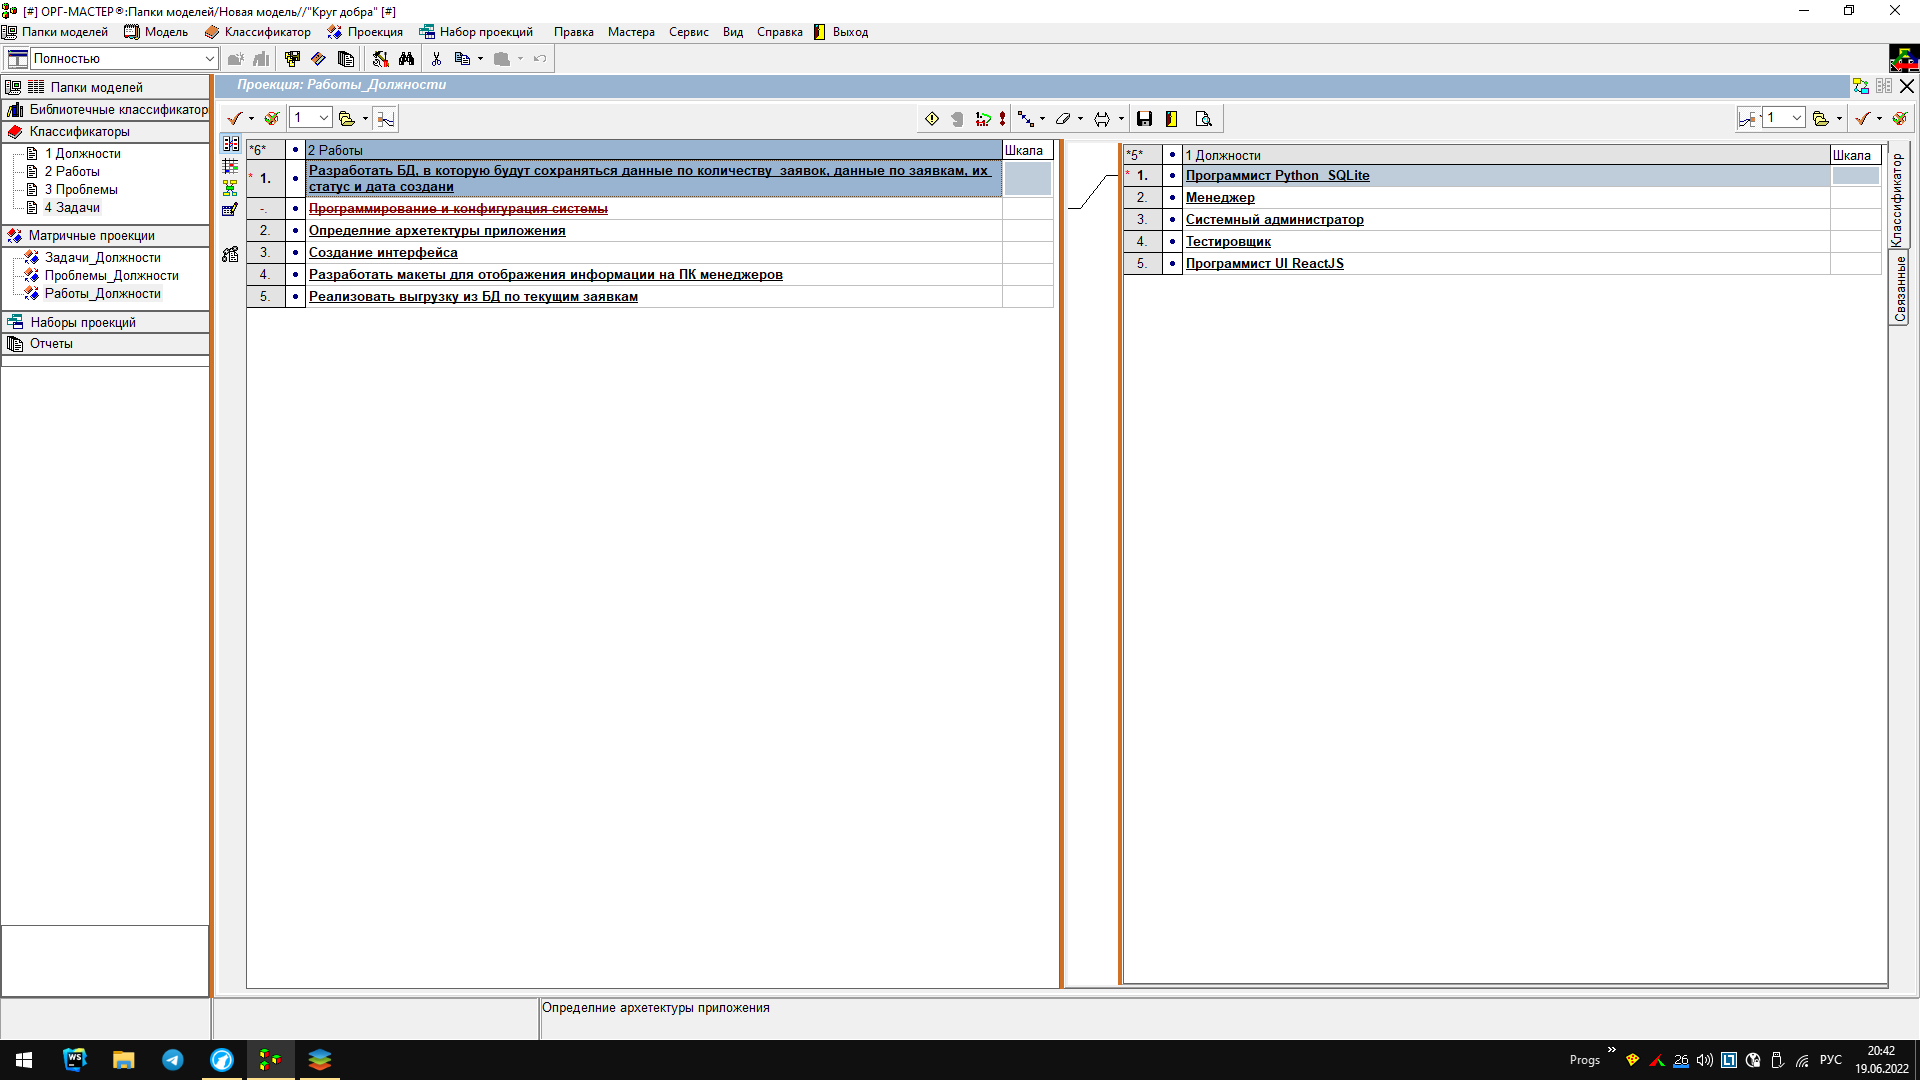 [#] ОРГ-МАСТЕР®:Папки моделей/Новая модель//"Круг добра" [#]
Папки моделей Модель Классификатор Проекция Набор проекций Правка Мастера Сервис Вид Справка Выход
Полностью
Папки моделей
Библиотечные классификатор
Классификаторы
1 Должности
2 Работы
3 Проблемы
4 Задачи
Матричные проекции
Задачи_Должности
Проблемы_Должности
Работы_Должности
Наборы проекций
Отчеты
Проекция: Работы_Должности
1
*6* 2 Работы Шкала
* 1. Разработать БД, в которую будут сохраняться данные по количеству заявок, данные по заявкам, их
статус и дата создани
-. Программирование и конфигурация системы
2. Определние архетектуры приложения
3. Создание интерфейса
4. Разработать макеты для отображения информации на ПК менеджеров
5. Реализовать выгрузку из БД по текущим заявкам
1
*5* 1 Должности Шкала
* 1. Программист Python_SQLite
2. Менеджер
3. Системный администратор
4. Тестировщик
5. Программист UI ReactJS
Классификатор
Связанные
Определние архетектуры приложения
WS
Progs
26
РУС
20:42
19.06.2022